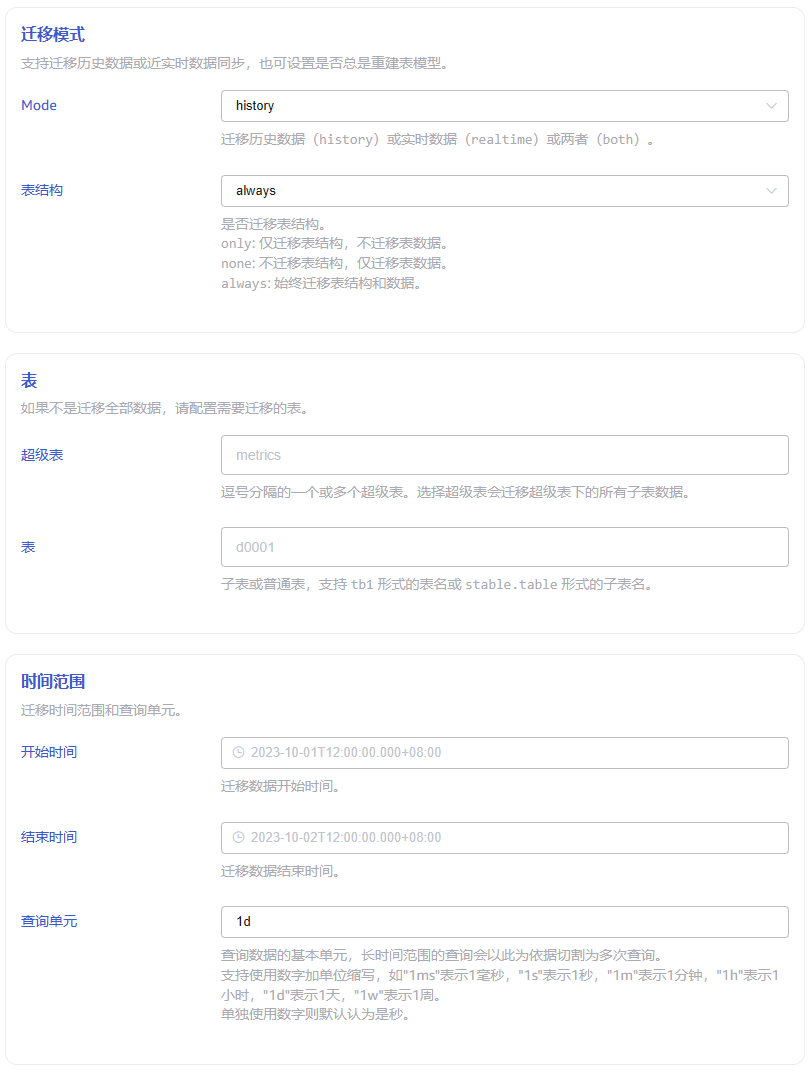 迁移模式
支持迁移历史数据或近实时数据同步，也可设置是否总是重建表模型。
Mode
history
迁移历史数据（history）或实时数据（realtime）或两者（both）。
表结构
always
是否迁移表结构。
only: 仅迁移表结构，不迁移表数据。
none: 不迁移表结构，仅迁移表数据。
always: 始终迁移表结构和数据。
表
如果不是迁移全部数据，请配置需要迁移的表。
超级表
metrics
逗号分隔的一个或多个超级表。选择超级表会迁移超级表下的所有子表数据。
表
d0001
子表或普通表，支持 tb1 形式的表名或 stable.table 形式的子表名。
时间范围
迁移时间范围和查询单元。
开始时间
2023-10-01T12:00:00.000+08:00
迁移数据开始时间。
结束时间
2023-10-02T12:00:00.000+08:00
迁移数据结束时间。
查询单元
1d
查询数据的基本单元，长时间范围的查询会以此为依据切割为多次查询。
支持使用数字加单位缩写，如"1ms"表示1毫秒，"1s"表示1秒，"1m"表示1分钟，"1h"表示1
小时，"1d"表示1天，"1w"表示1周。
单独使用数字则默认认为是秒。